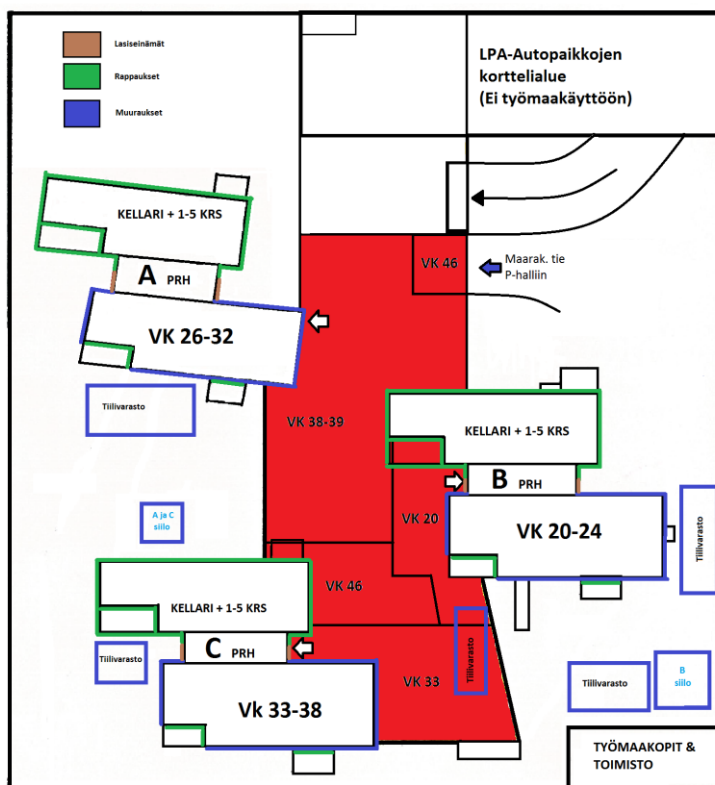 Lasiseinämät
Rappaukset
Muuraukset
LPA-Autopaikkojen
korttelialue
(Ei työmaakäyttöön)
KELLARI + 1-5 KRS
A PRH
VK 26-32
VK 46
Maarak. tie
P-halliin
Tiilivarasto
VK 38-39
KELLARI + 1-5 KRS
B PRH
VK 20
VK 20-24
Tiilivarasto
A ja C
siilo
KELLARI + 1-5 KRS
VK 46
C PRH
Tiilivarasto
Vk 33-38
VK 33
Tiilivarasto
Tiilivarasto
B
siilo
TYÖMAAKOPIT &
TOIMISTO